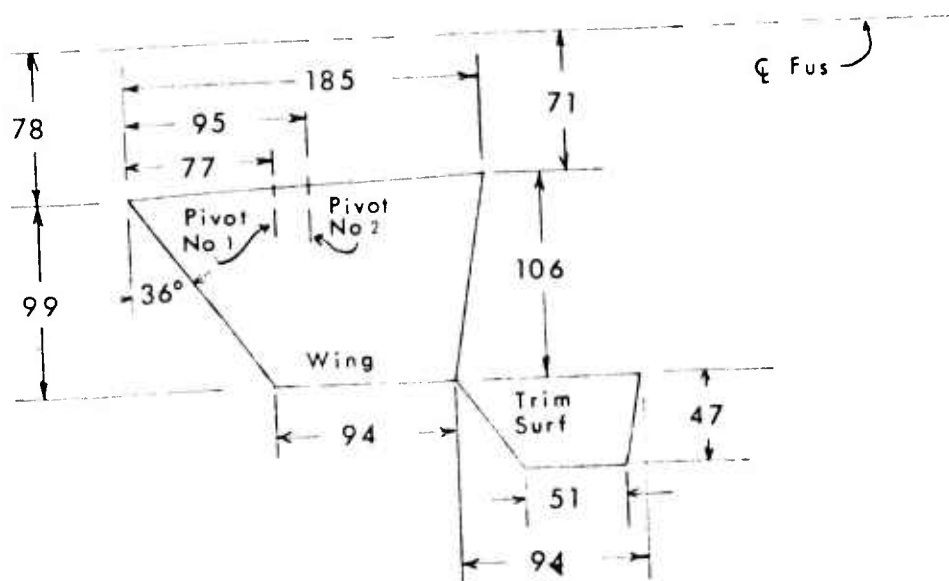 ℄ Fus
185
71
78
95
77
Pivot
No 1
Pivot
No 2
106
36°
99
Wing
Trim
Surf
94
47
51
94